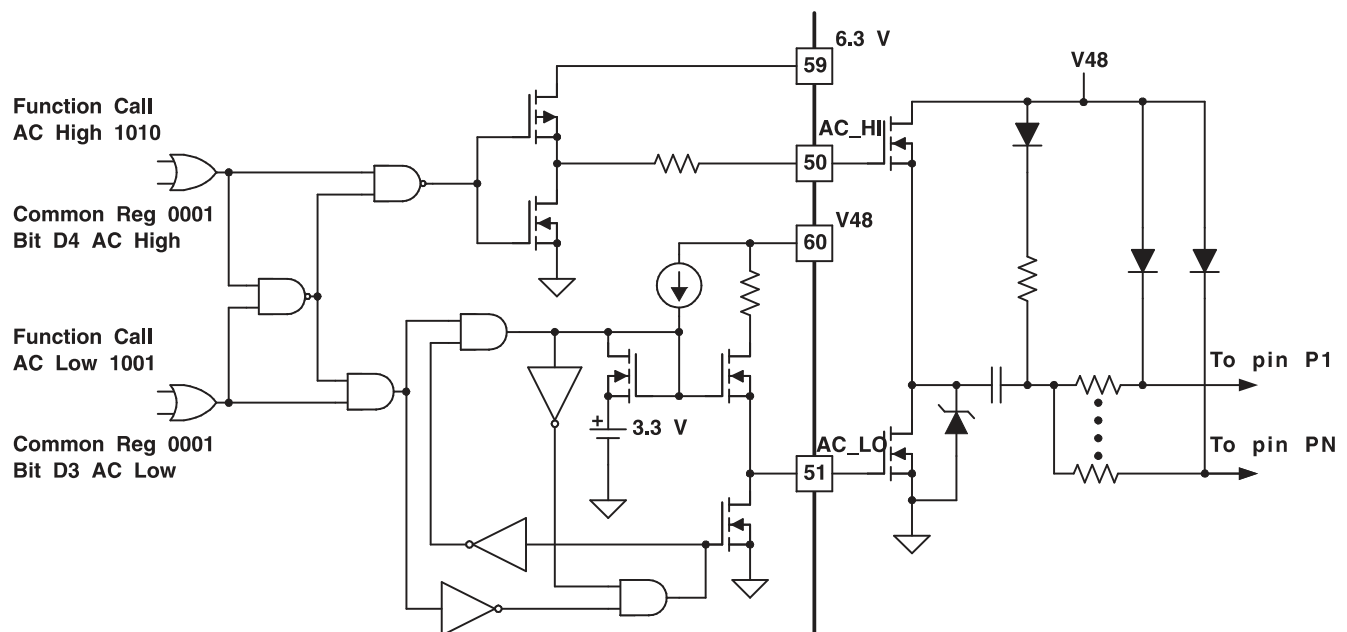 6.3 V
59
V48
Function Call
AC High 1010
AC_HI
50
Common Reg 0001
Bit D4 AC High
V48
60
Function Call
AC Low 1001
To pin P1
+
3.3 V
Common Reg 0001
Bit D3 AC Low
AC_LO
51
To pin PN